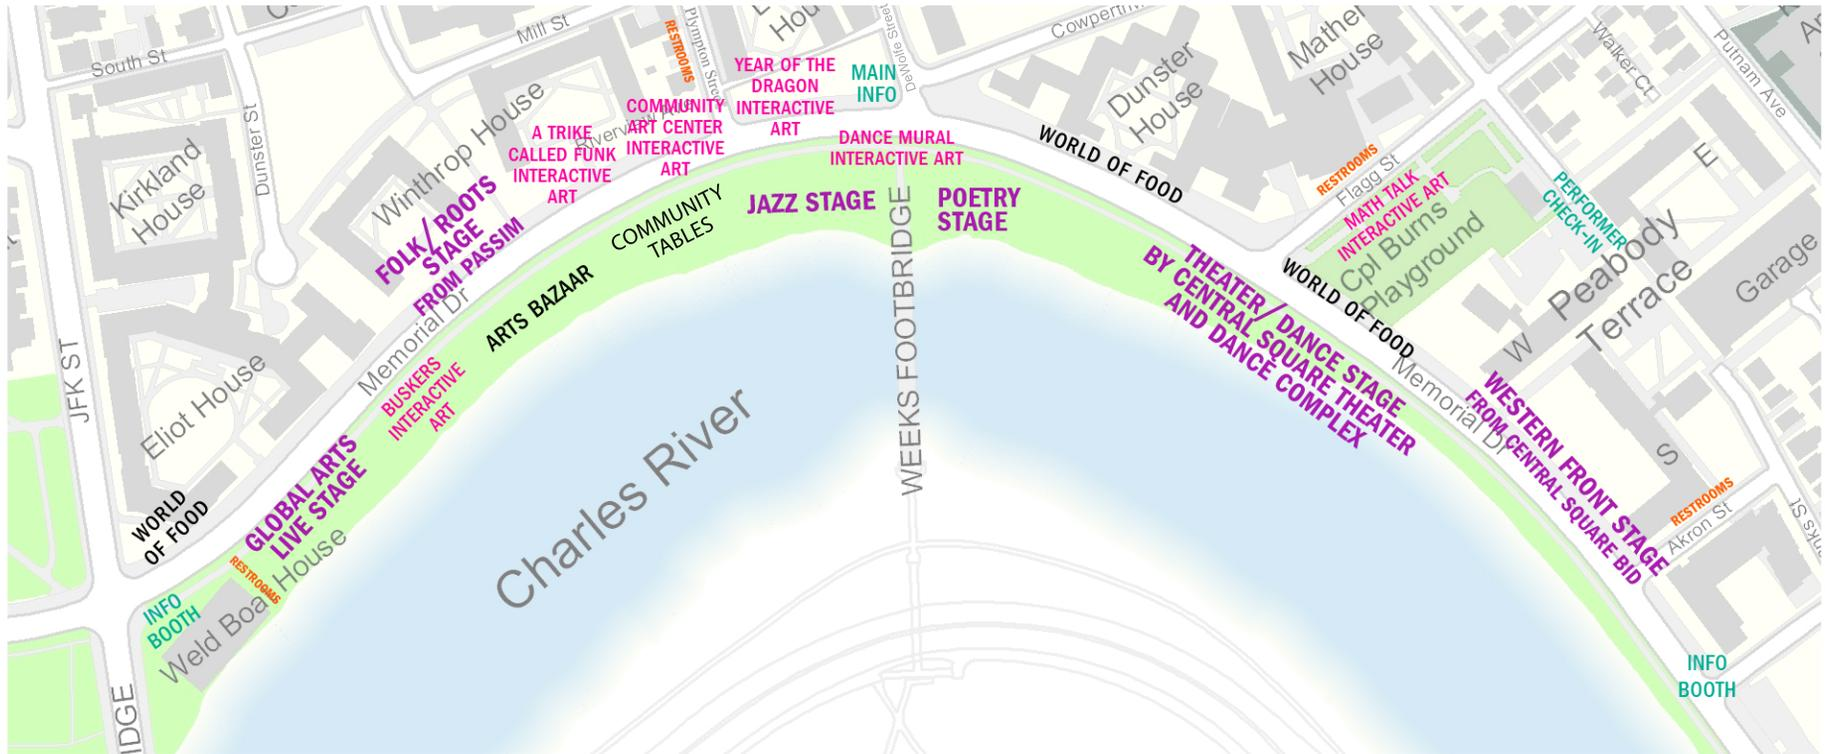 South St
Mill St
RESTROOMS
Plympton Street
Hou
DeWolfe Street
Mather
House
Walker Ct
Putnam Ave
YEAR OF THE
DRAGON
INTERACTIVE
ART
MAIN
INFO
Dunster
House
Dunster St
Kirkland
House
Winthrop House
A TRIKE
CALLED FUNK
INTERACTIVE
ART
COMMUNITY
ART CENTER
INTERACTIVE
ART
DANCE MURAL
INTERACTIVE ART
WORLD OF FOOD
RESTROOMS
Flagg St
MATH TALK
INTERACTIVE ART
Cpl Burns
Playground
PERFORMER
CHECK-IN
E
W
Peabody
Terrace
Garage
FOLK/ROOTS
STAGE
FROM PASSIM
Memorial Dr
COMMUNITY
TABLES
JAZZ STAGE
POETRY
STAGE
WEEKS FOOTBRIDGE
ARTS BAZAAR
THEATER/DANCE STAGE
BY CENTRAL SQUARE THEATER
AND DANCE COMPLEX
WORLD OF FOOD
Memorial Dr
JFK ST
Eliot House
BUSKERS
INTERACTIVE
ART
Charles River
WESTERN FRONT STAGE
FROM CENTRAL SQUARE BID
S
RESTROOMS
Akron St
nks St
WORLD
OF FOOD
GLOBAL ARTS
LIVE STAGE
RESTROOMS
INFO
BOOTH
Weld Boat House
INFO
BOOTH
IDGE